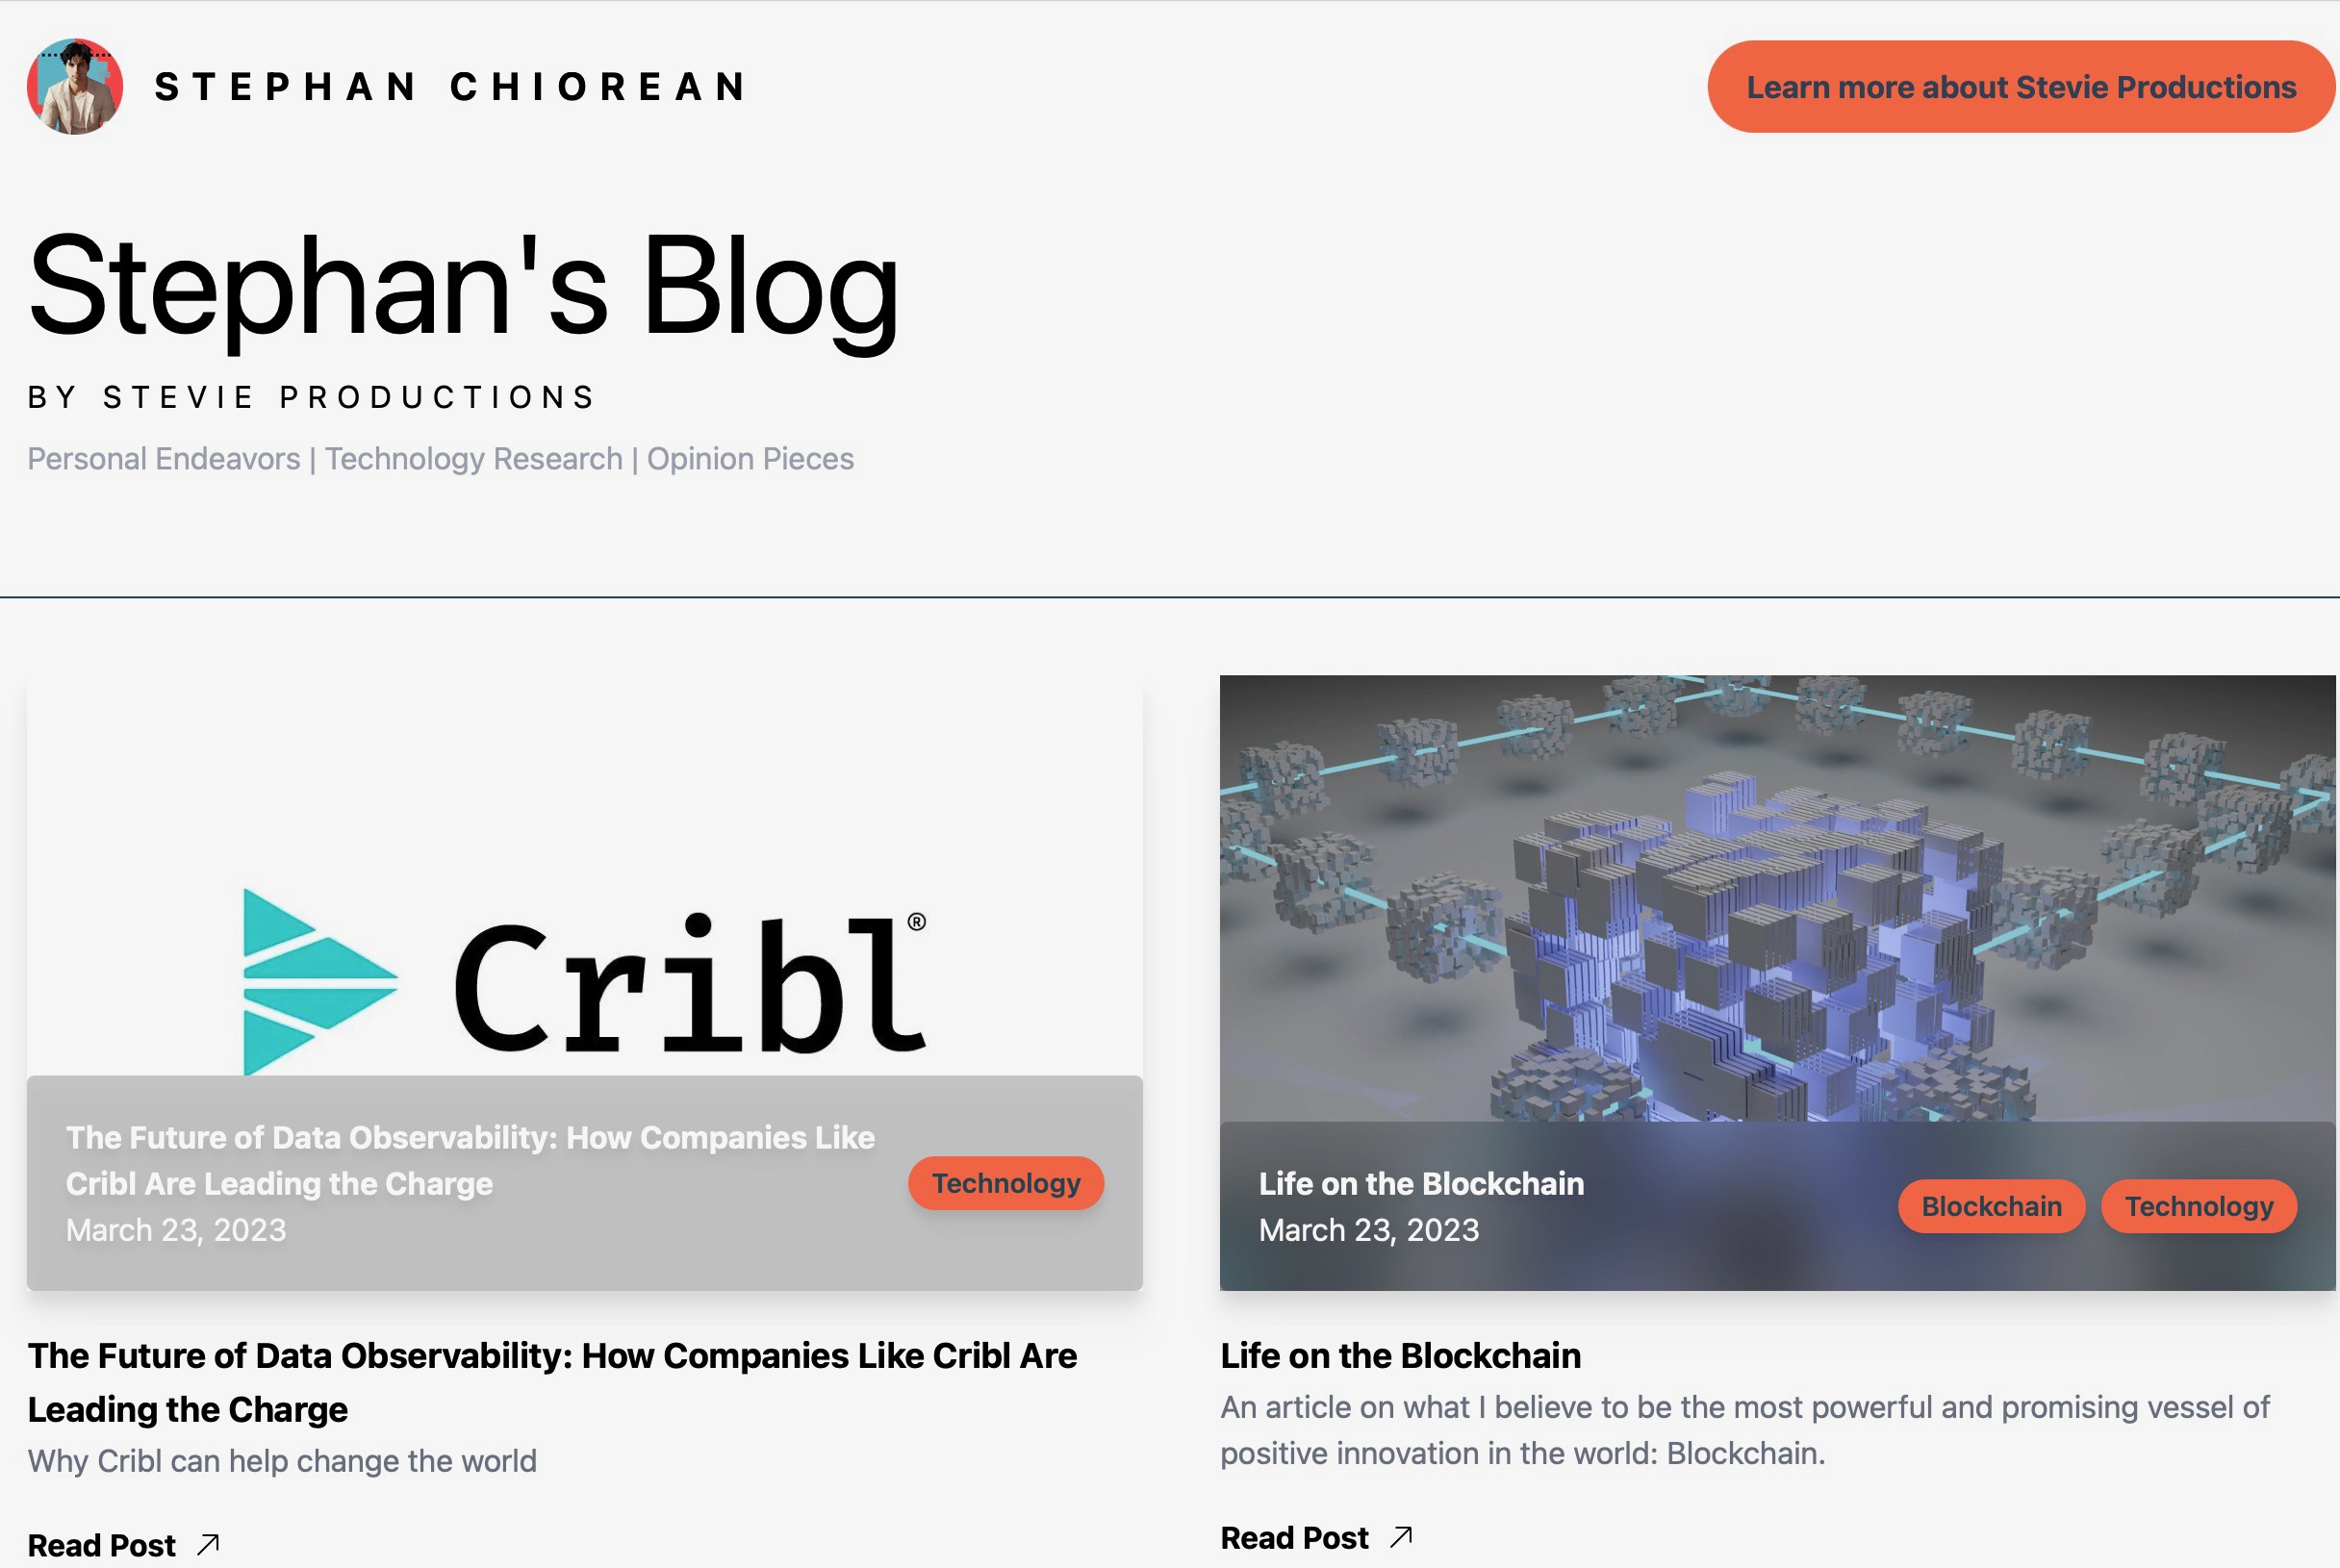 STEPHAN CHIOREAN
Learn more about Stevie Productions
Stephan's Blog
BY STEVIE PRODUCTIONS
Personal Endeavors | Technology Research | Opinion Pieces
Cribl®
The Future of Data Observability: How Companies Like
Cribl Are Leading the Charge
March 23, 2023
Technology
The Future of Data Observability: How Companies Like Cribl Are
Leading the Charge
Why Cribl can help change the world
Read Post
Life on the Blockchain
March 23, 2023
Blockchain
Technology
Life on the Blockchain
An article on what I believe to be the most powerful and promising vessel of
positive innovation in the world: Blockchain.
Read Post